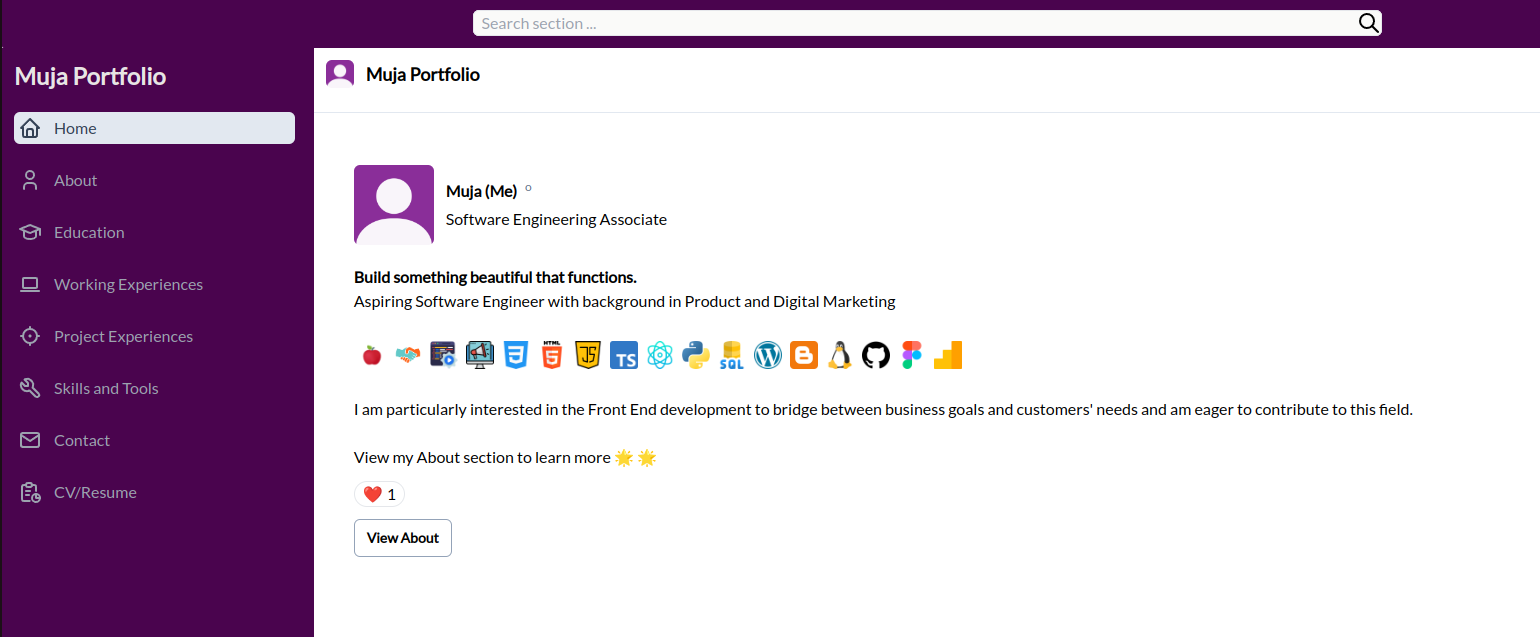 Search section ...
Muja Portfolio
Home
About
Education
Working Experiences
Project Experiences
Skills and Tools
Contact
CV/Resume
Muja Portfolio
Muja (Me)
Software Engineering Associate
Build something beautiful that functions.
Aspiring Software Engineer with background in Product and Digital Marketing
HTML
5
3
JS
TS
SQL
W
B
I am particularly interested in the Front End development to bridge between business goals and customers' needs and am eager to contribute to this field.
View my About section to learn more 🌟 🌟
❤️ 1
View About